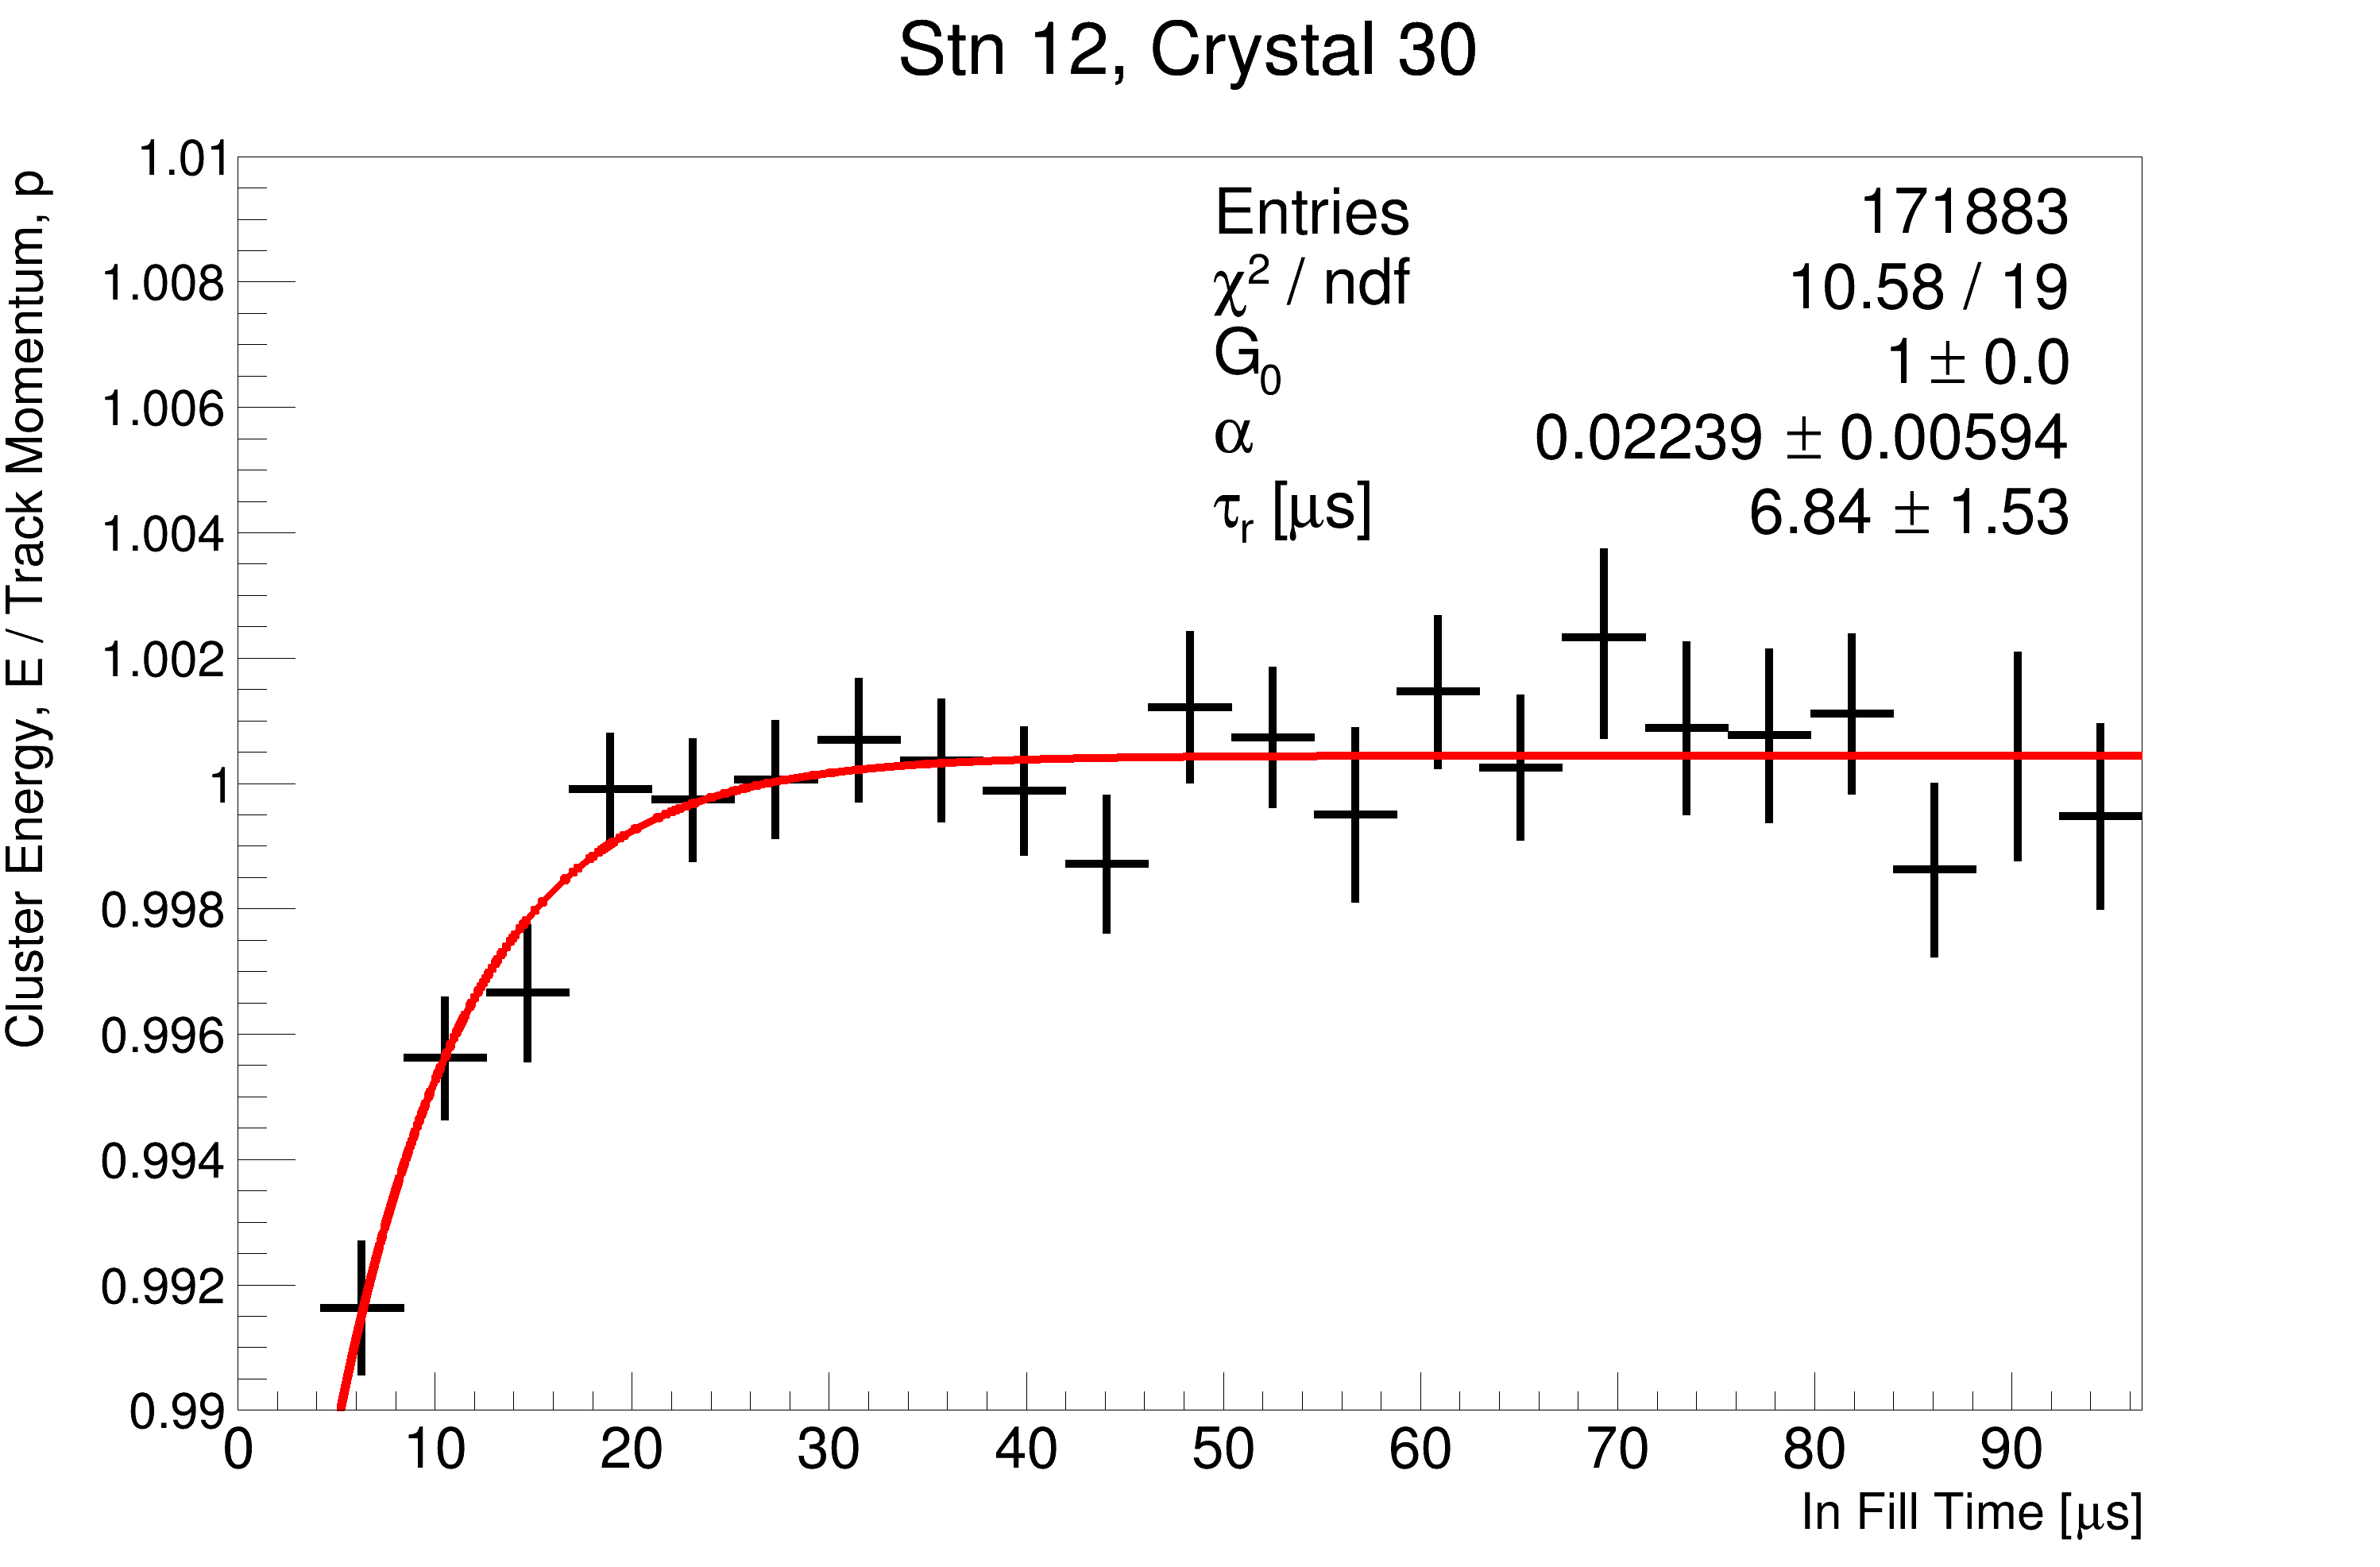 Stn 12, Crystal 30
Cluster Energy, E / Track Momentum, p
1.01
1.008
1.006
1.004
1.002
1
0.998
0.996
0.994
0.992
0.99
Entries 171883
χ² / ndf 10.58 / 19
G₀ 1 ± 0.0
α 0.02239 ± 0.00594
τᵣ [μs] 6.84 ± 1.53
0 10 20 30 40 50 60 70 80 90
In Fill Time [μs]